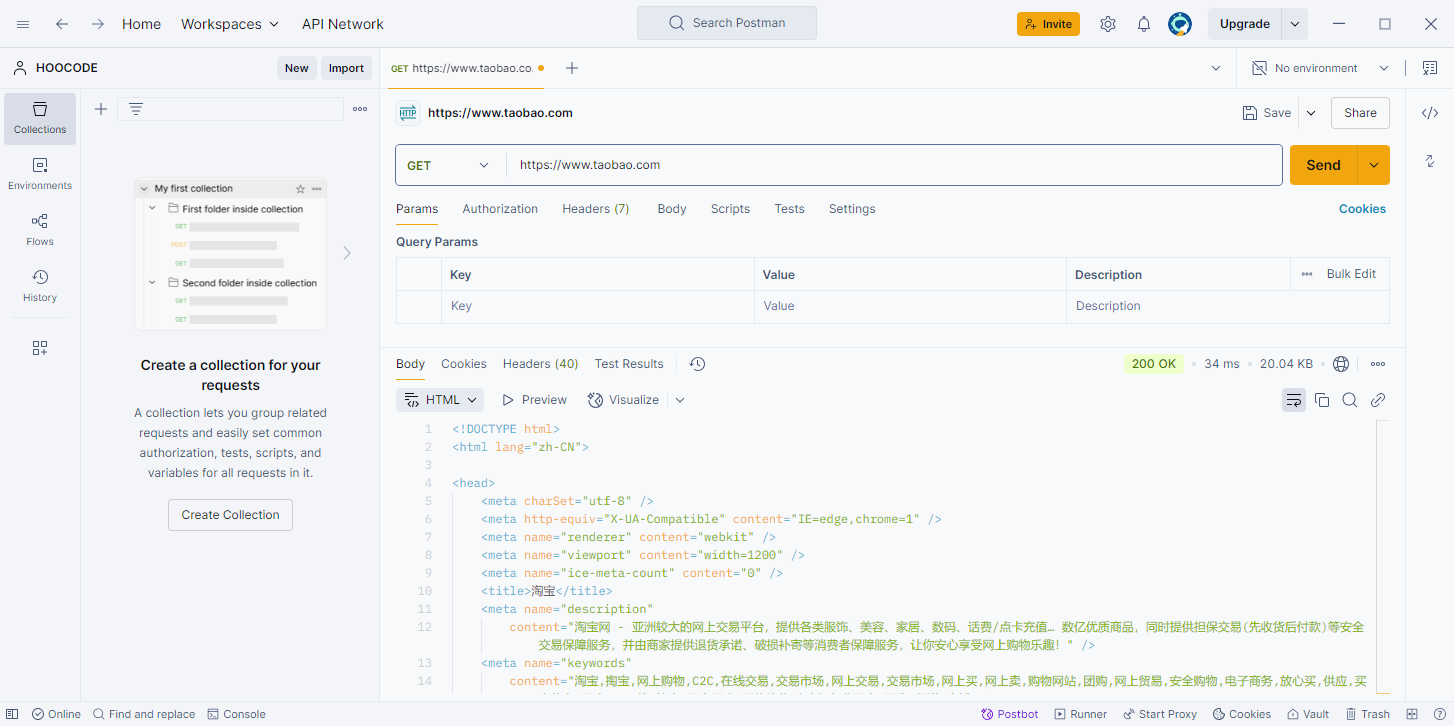 Home Workspaces API Network Search Postman Invite Upgrade
HOOCODE New Import GET https://www.taobao.co. No environment
Collections
Environments
Flows
History
My first collection
First folder inside collection
GET
POST
GET
Second folder inside collection
GET
GET
Create a collection for your
requests
A collection lets you group related
requests and easily set common
authorization, tests, scripts, and
variables for all requests in it.
Create Collection
HTTP https://www.taobao.com Save Share
GET https://www.taobao.com Send
Params Authorization Headers (7) Body Scripts Tests Settings Cookies
Query Params
Key Value Description Bulk Edit
Key Value Description
Body Cookies Headers (40) Test Results 200 OK 34 ms 20.04 KB
HTML Preview Visualize
1 <!DOCTYPE html>
2 <html lang="zh-CN">
3
4 <head>
5 <meta charSet="utf-8" />
6 <meta http-equiv="X-UA-Compatible" content="IE=edge,chrome=1" />
7 <meta name="renderer" content="webkit" />
8 <meta name="viewport" content="width=1200" />
9 <meta name="ice-meta-count" content="0" />
10 <title>淘宝</title>
11 <meta name="description"
12 content="淘宝网 - 亚洲较大的网上交易平台，提供各类服饰、美容、家居、数码、话费/点卡充值… 数亿优质商品，同时提供担保交易(先收货后付款)等安全
交易保障服务，并由商家提供退货承诺、破损补寄等消费者保障服务，让你安心享受网上购物乐趣！" />
13 <meta name="keywords"
14 content="淘宝,掏宝,网上购物,C2C,在线交易,交易市场,网上交易,交易市场,网上买,网上卖,购物网站,团购,网上贸易,安全购物,电子商务,放心买,供应,买
Online Find and replace Console Postbot Runner Start Proxy Cookies Vault Trash